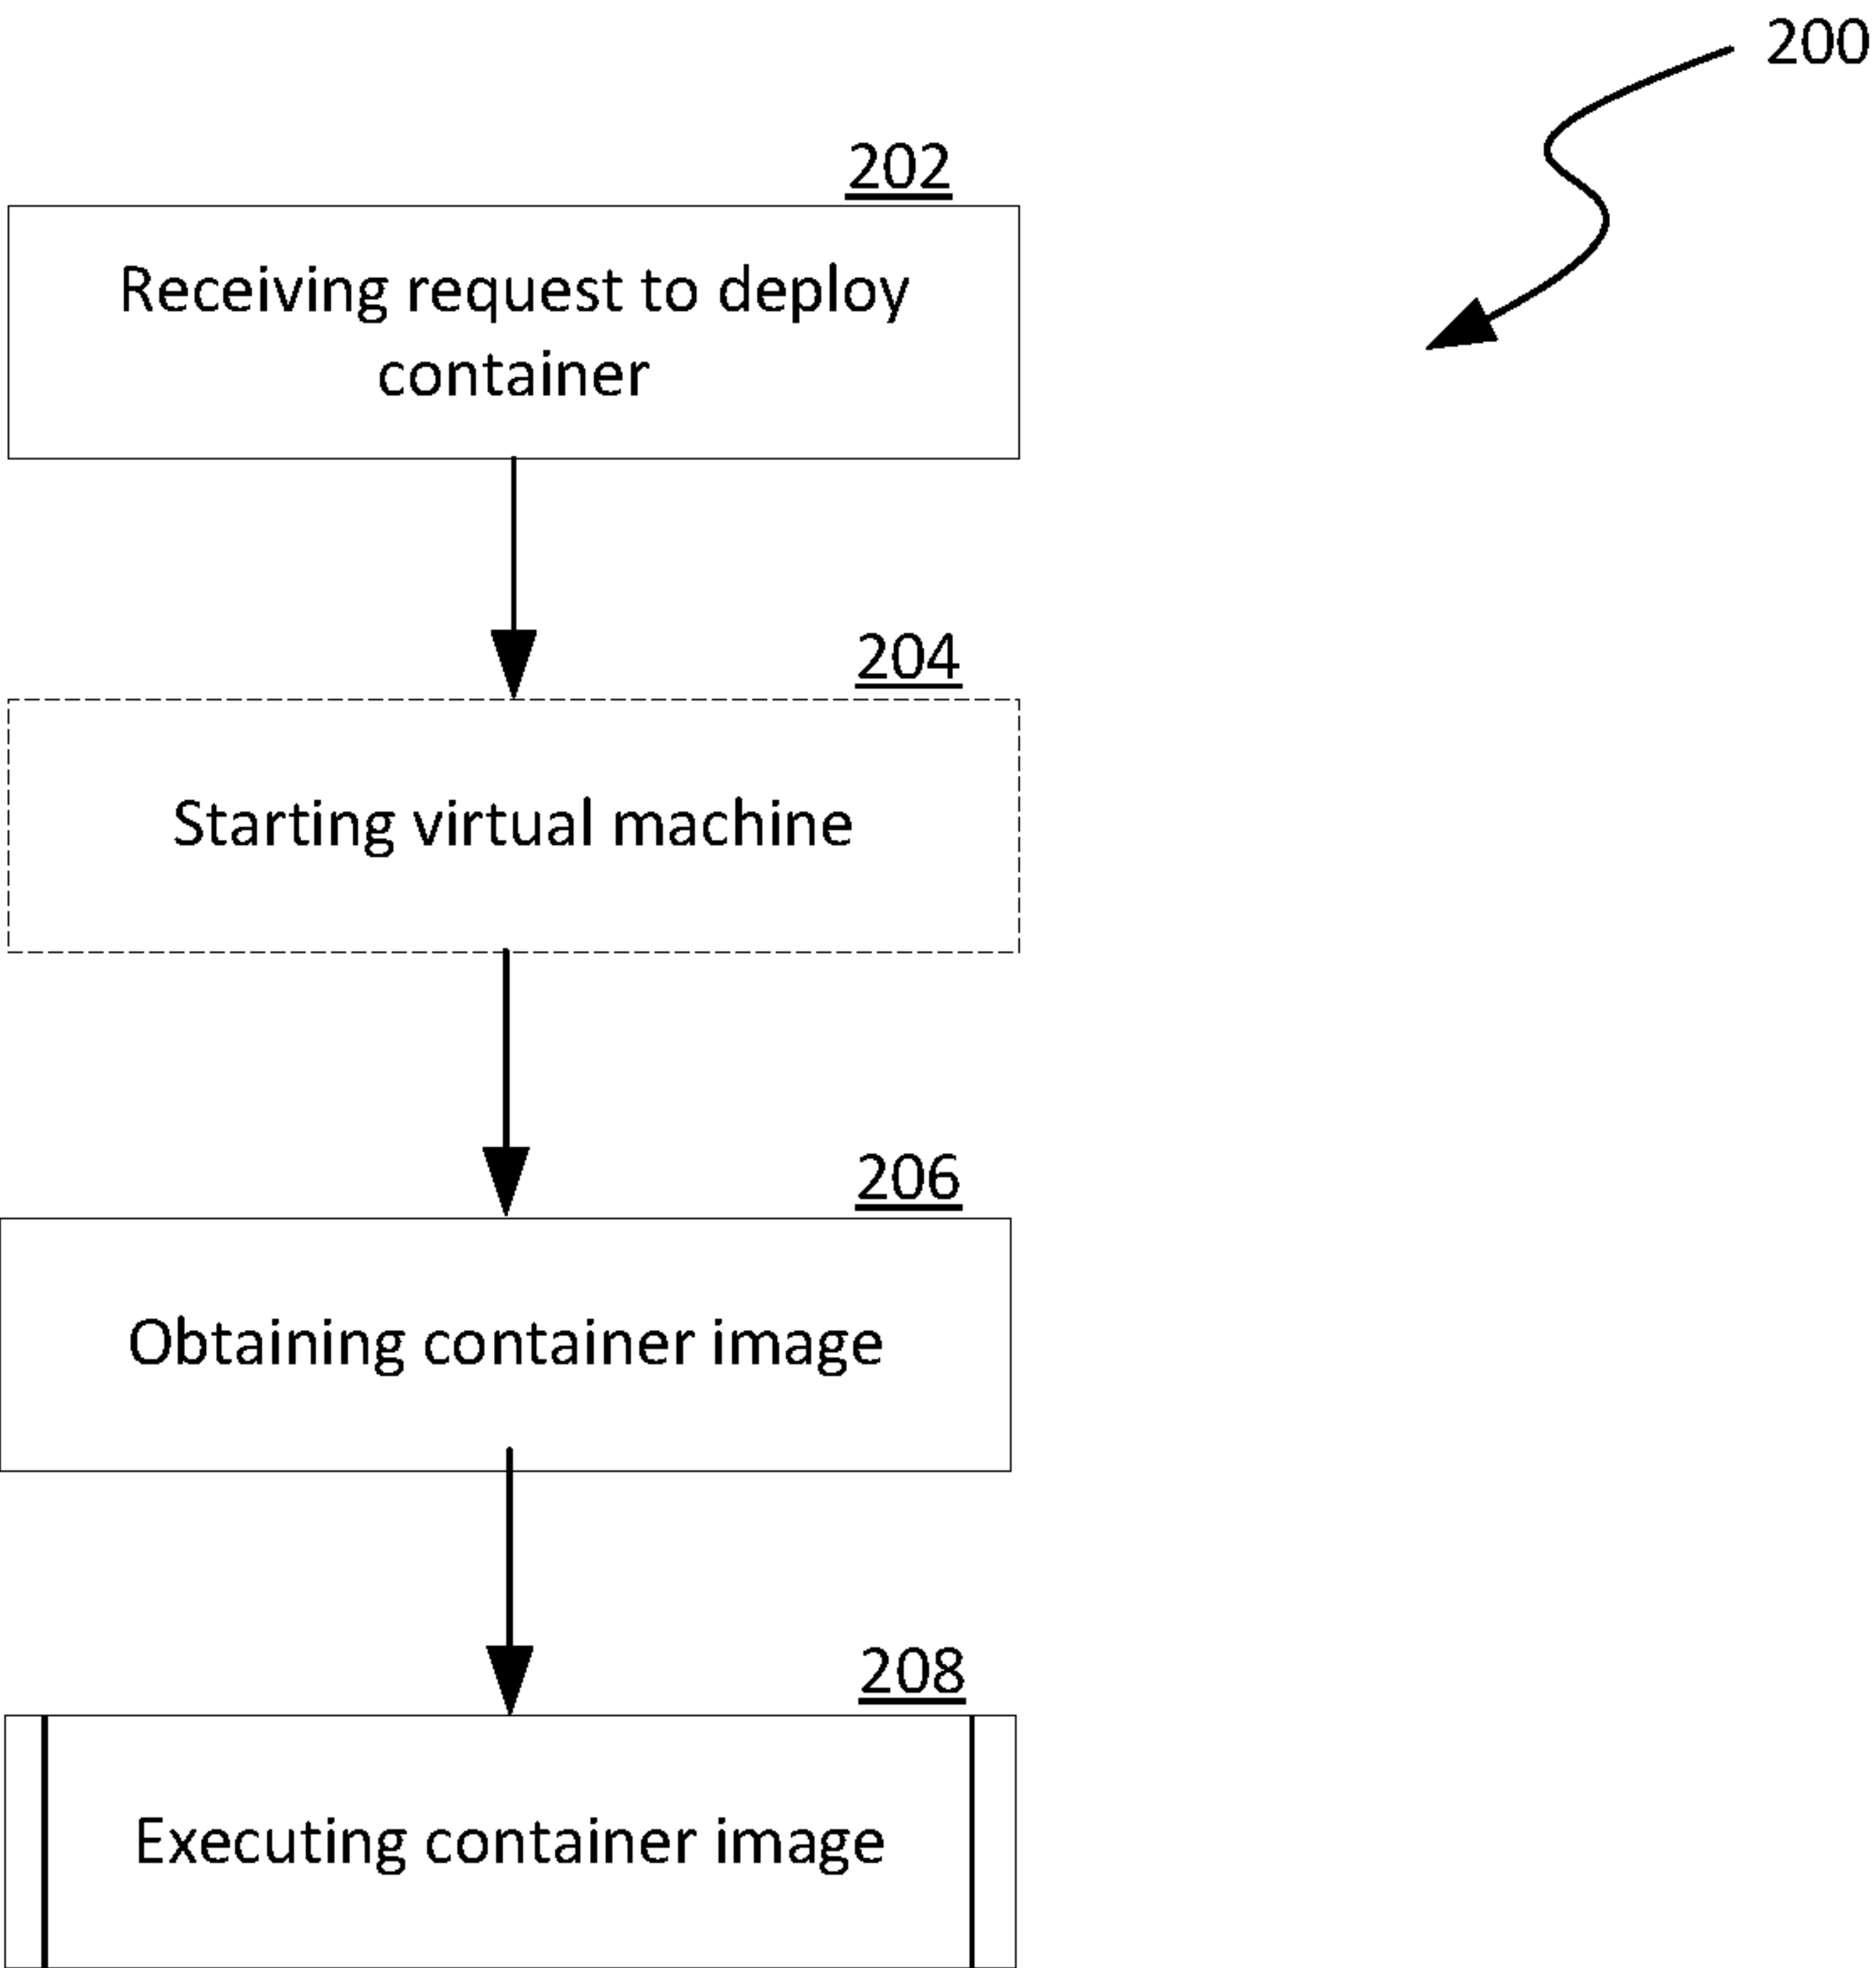 200
202
Receiving request to deploy
container
204
Starting virtual machine
206
Obtaining container image
208
Executing container image